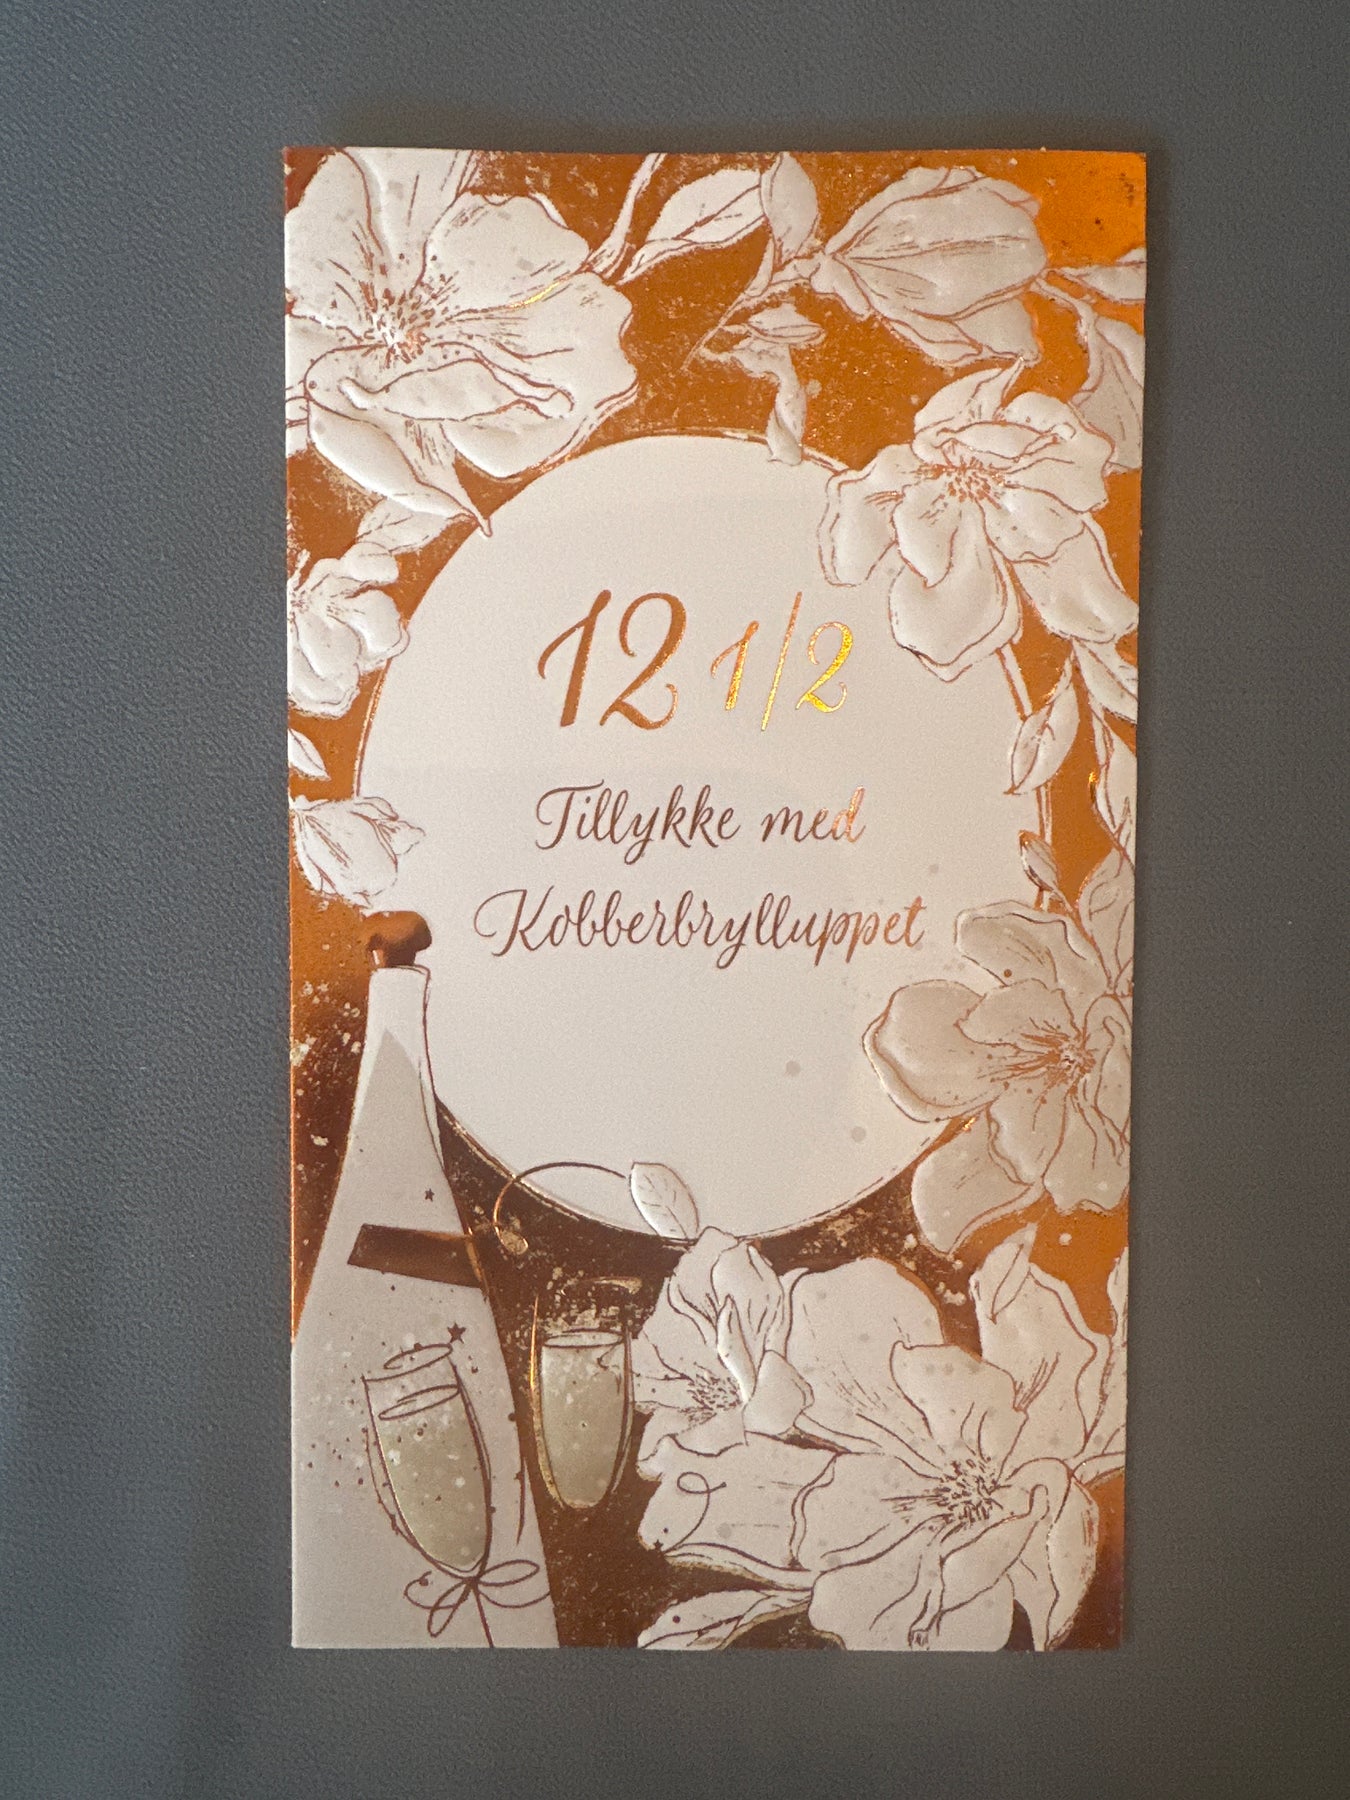 12 1/2
Tillykke med
Kobberbrylluppet